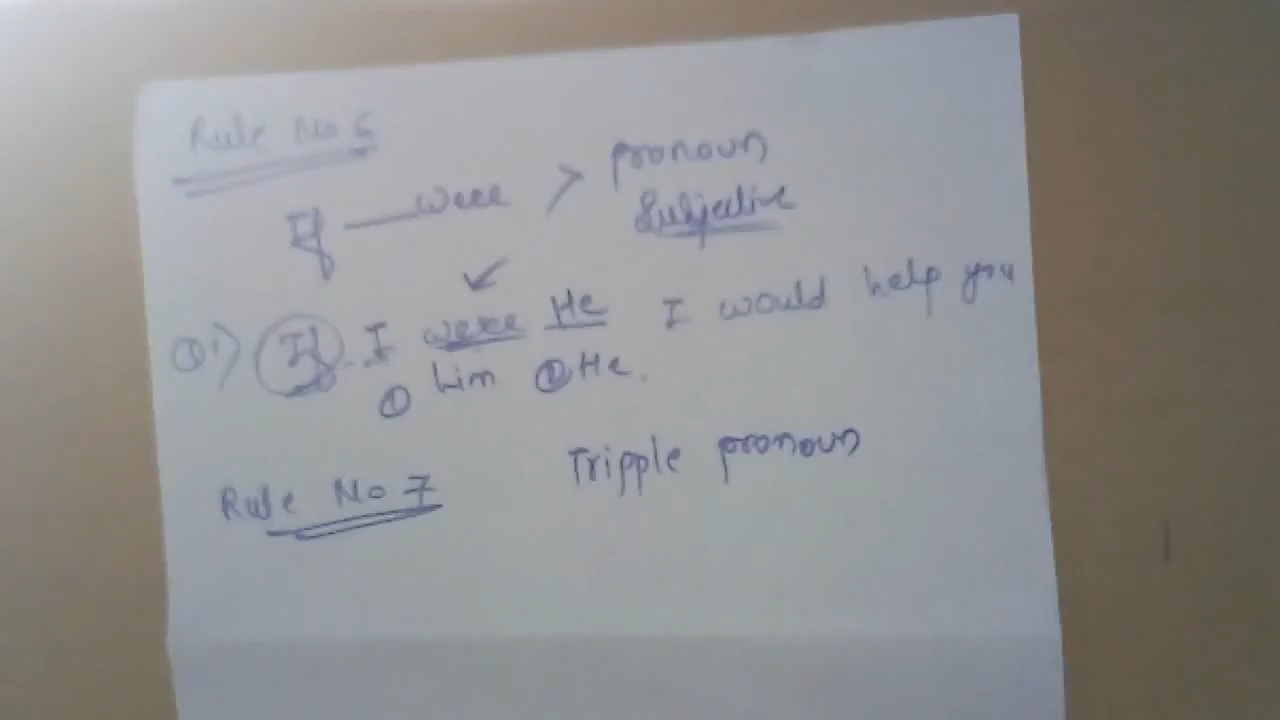 Rule No 6
If — were > pronoun
Subjective
Q1) If I were He I would help you
① him ② He.
Rule No 7 Tripple pronoun